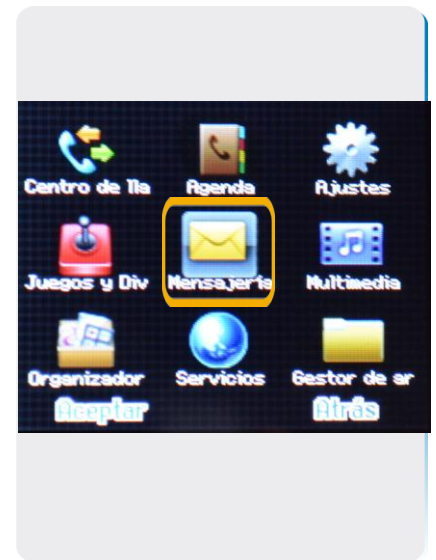 Centro de lla Agenda Ajustes
Juegos y Div Mensajería Multimedia
Organizador Servicios Gestor de ar
Aceptar Atrás